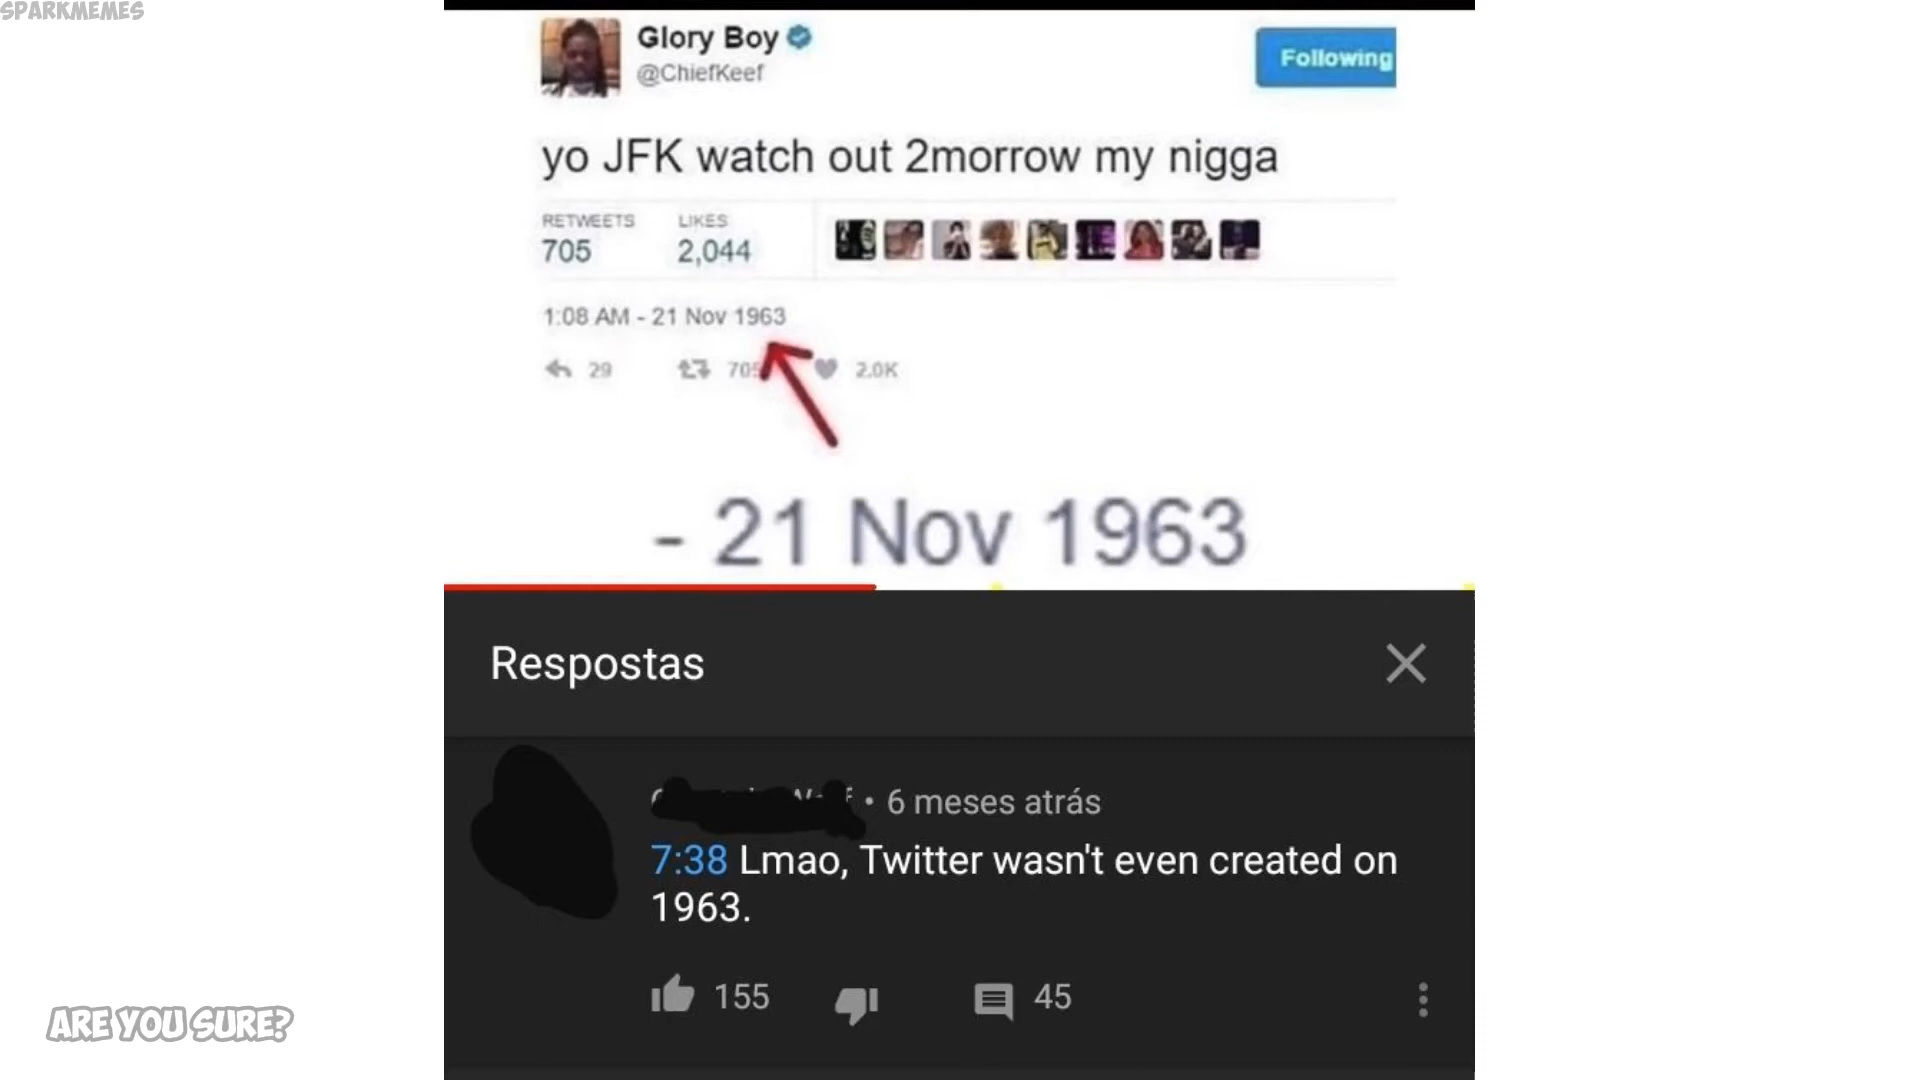 SPARKMEMES
Glory Boy
@ChiefKeef
Following
yo JFK watch out 2morrow my nigga
RETWEETS LIKES
705 2,044
1:08 AM - 21 Nov 1963
29 705 2.0K
- 21 Nov 1963
Respostas
• 6 meses atrás
7:38 Lmao, Twitter wasn't even created on
1963.
155 45
ARE YOU SURE?